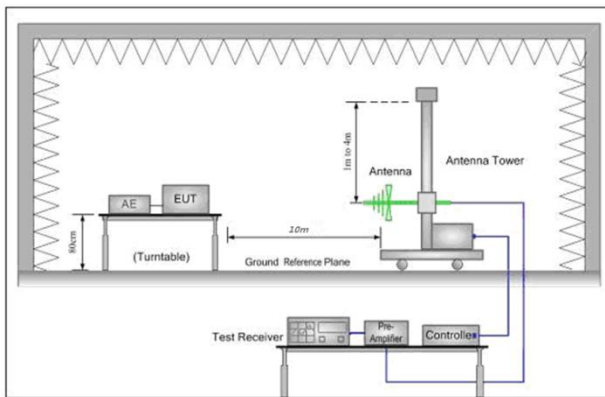 1m to 4m
Antenna
Antenna Tower
AE
EUT
80cm
(Turntable)
10m
Ground Reference Plane
Test Receiver
Pre-
Amplifier
Controller